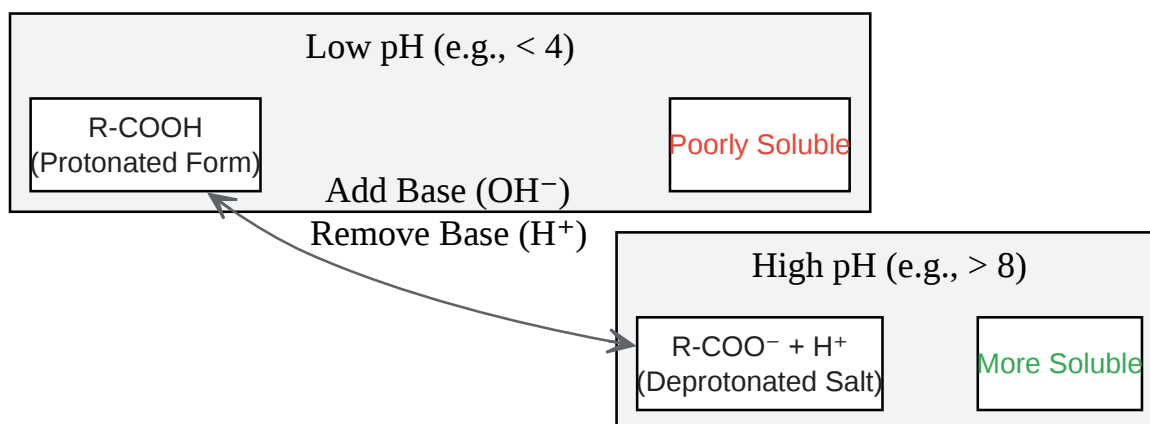 Low pH (e.g., < 4)
R-COOH
(Protonated Form)
Poorly Soluble
Add Base (OH⁻)
Remove Base (H⁺)
High pH (e.g., > 8)
R-COO⁻ + H⁺
(Deprotonated Salt)
More Soluble